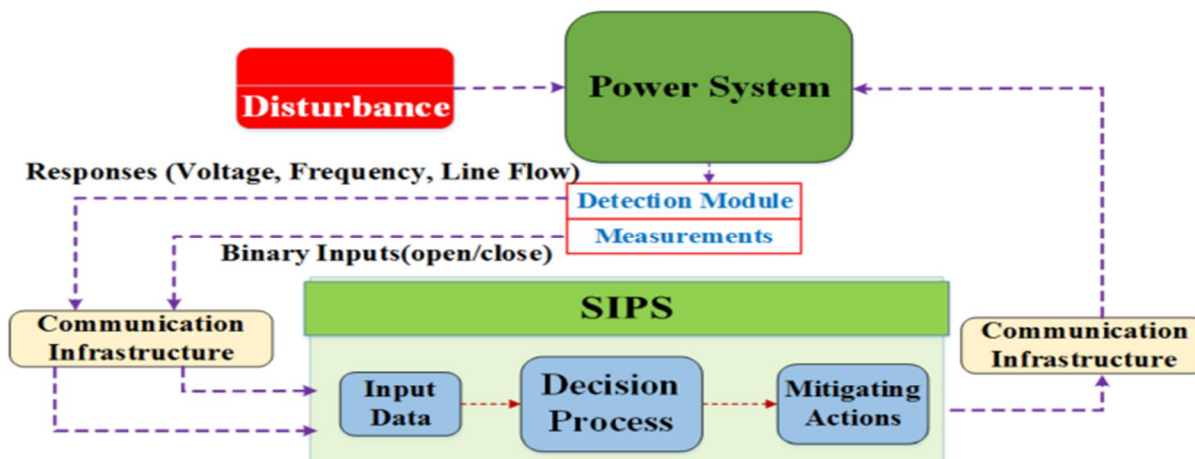 Power System
Disturbance
Responses (Voltage, Frequency, Line Flow)
Detection Module
Measurements
Binary Inputs(open/close)
SIPS
Communication
Infrastructure
Communication
Infrastructure
Input
Data
Decision
Process
Mitigating
Actions